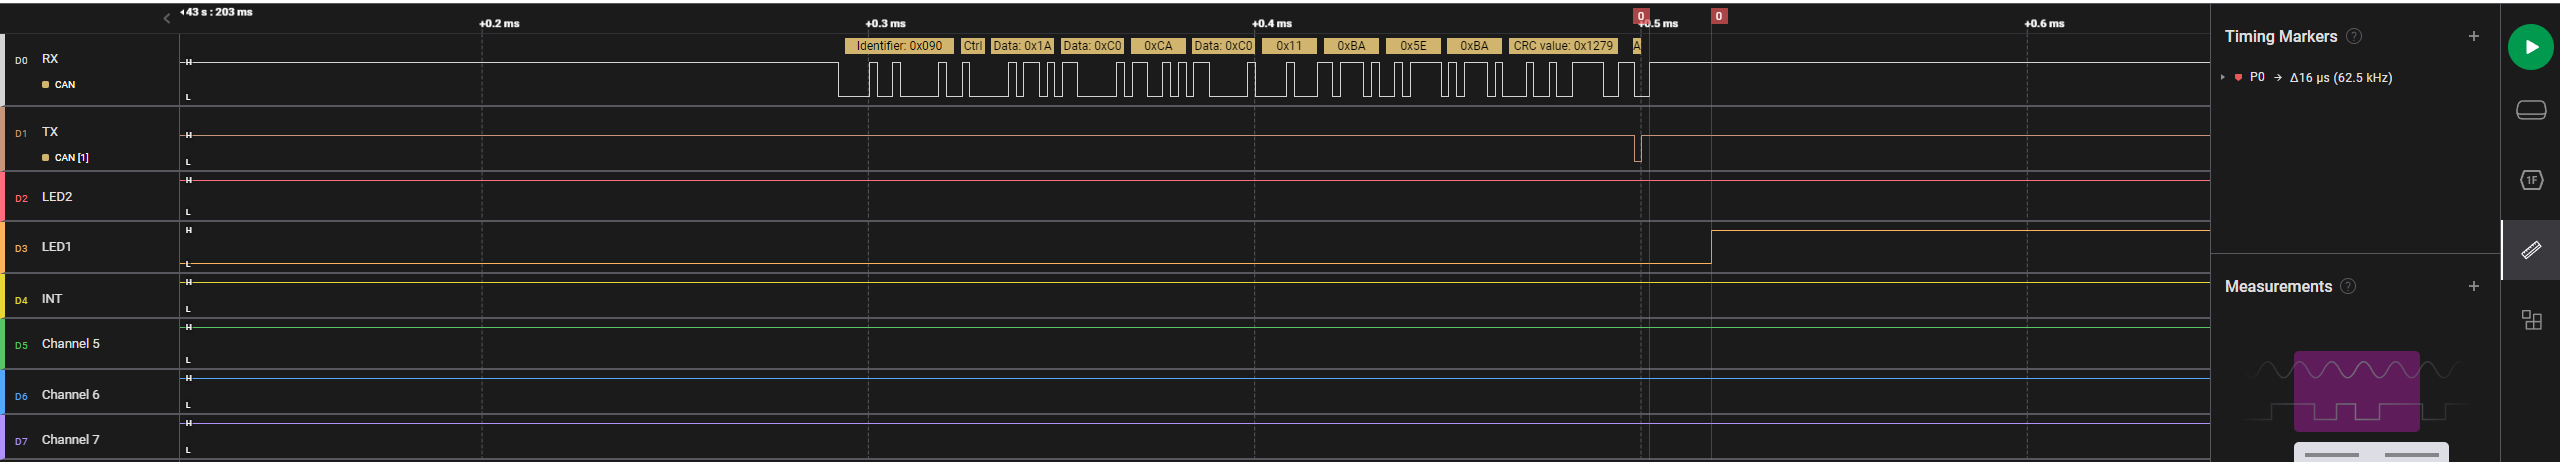 43 s : 203 ms
+0.2 ms
+0.3 ms
+0.4 ms
0
+0.5 ms
0
+0.6 ms
Identifier: 0x090
Ctrl
Data: 0x1A
Data: 0xC0
0xCA
Data: 0xC0
0x11
0xBA
0x5E
0xBA
CRC value: 0x1279
A
D0
RX
CAN
H
L
D1
TX
CAN [1]
H
L
D2
LED2
H
L
D3
LED1
H
L
D4
INT
H
L
D5
Channel 5
H
L
D6
Channel 6
H
L
D7
Channel 7
H
L
Timing Markers ? +
P0 → Δ16 µs (62.5 kHz)
Measurements ? +
1F